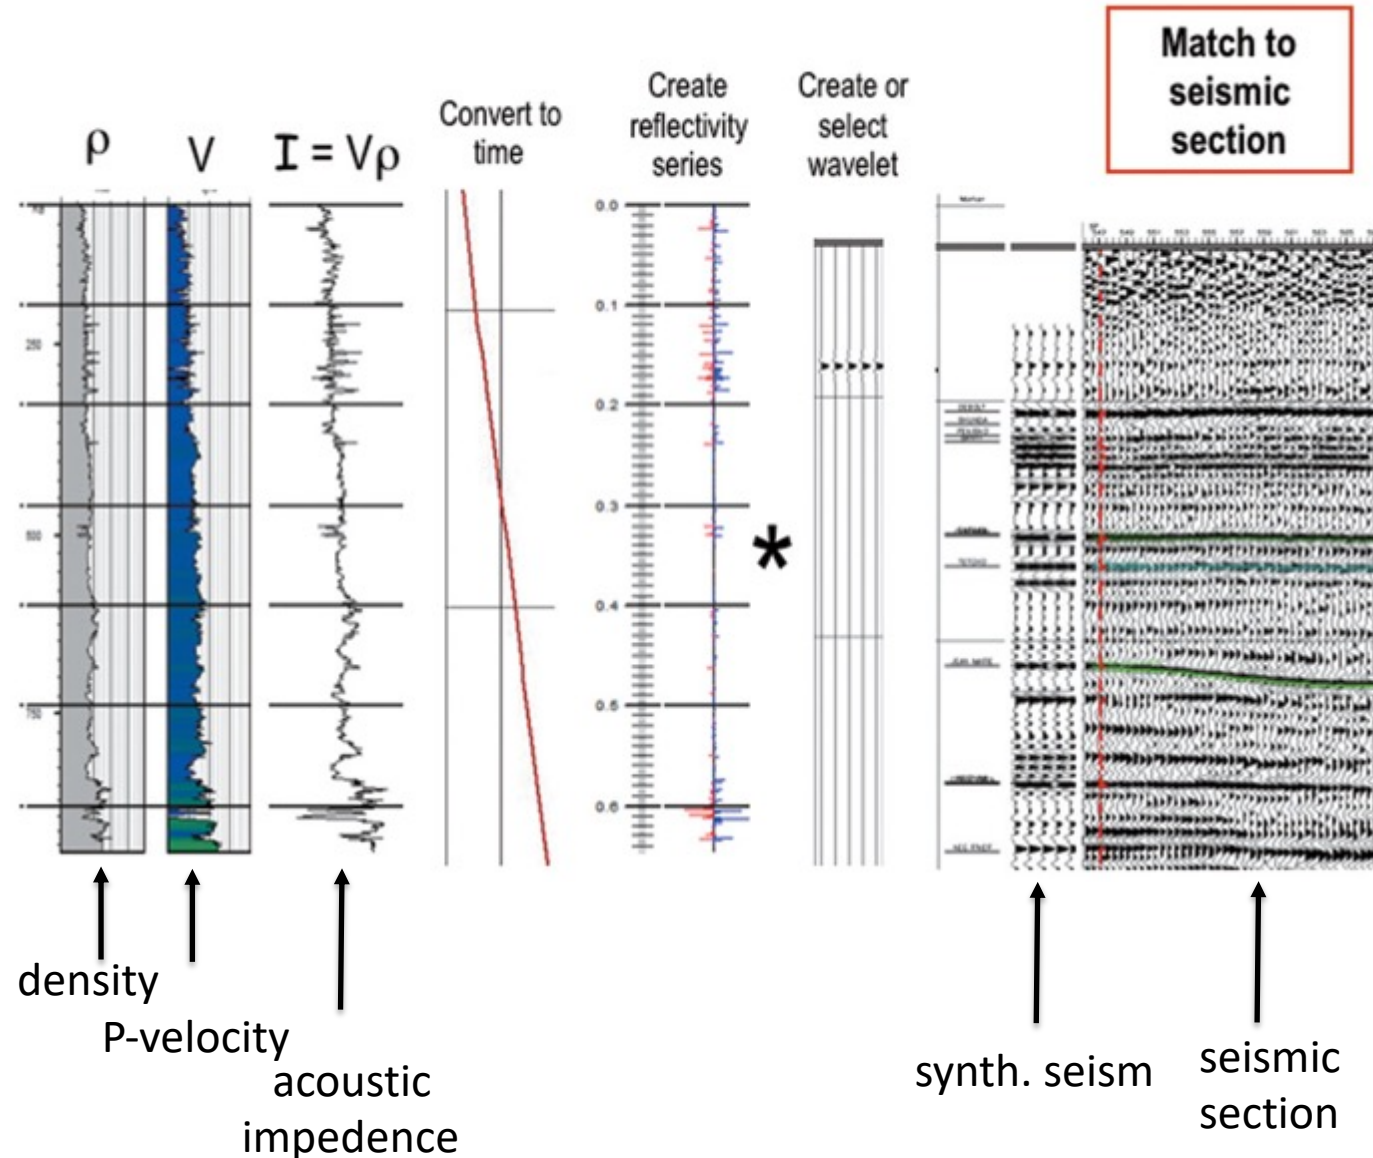 Match to
seismic
section
Create
reflectivity
series
Create or
select
wavelet
Convert to
time
ρ
V
I = Vρ
0.0
0.1
0.2
0.3
0.4
0.5
0.6
250
500
750
*
density
P-velocity
acoustic
impedence
synth. seism
seismic
section